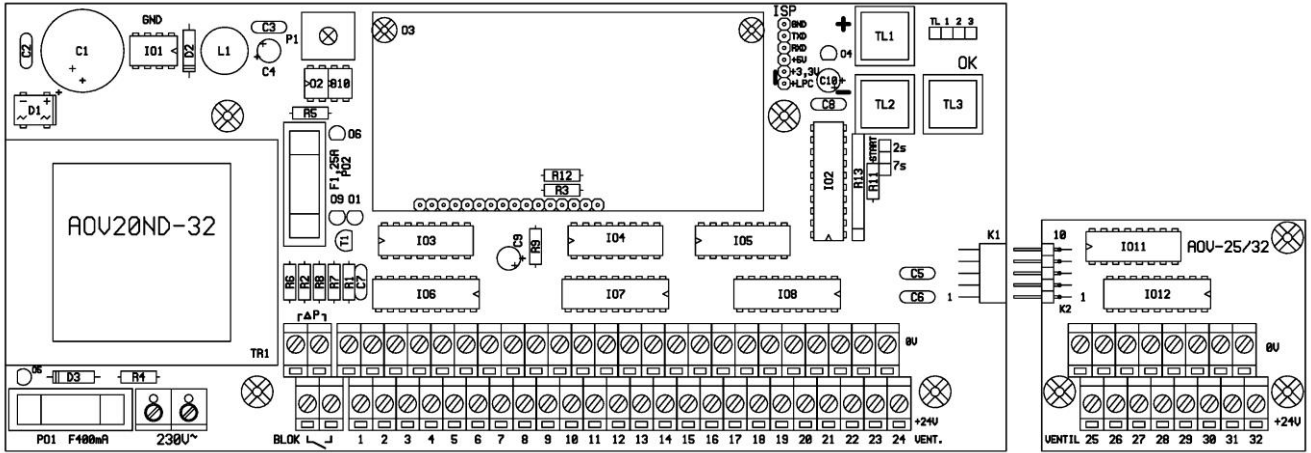 GND
C3
ISP
C2
C1
IO1
D2
L1
C4
P1
O3
GND
TXD
RXD
+5V
+3,3V
+LPC
+
O4
C10
-
TL1
TL 1 2 3
OK
D1
O2
R5
C8
TL2
TL3
O6
F1,25A
PO2
O9 O1
T1
R12
R3
IO2
R13
START
R11
2s
7s
AOV20ND-32
IO3
C9
R9
IO4
IO5
K1
10
IO11
AOV-25/32
R6 R2 R8 R7 R1 C7
IO6
IO7
IO8
C5
C6
1
1
K2
IO12
ΔP
TR1
0V
0V
D3
R4
PO1 F400mA
230V~
BLOK
1 2 3 4 5 6 7 8 9 10 11 12 13 14 15 16 17 18 19 20 21 22 23 24 VENT.
+24V
VENTIL 25 26 27 28 29 30 31 32
+24V